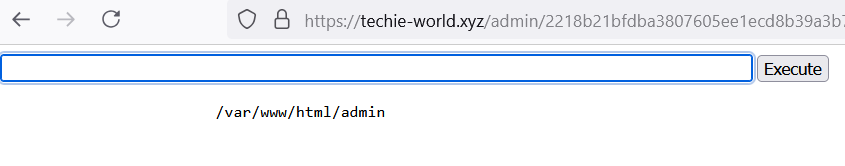 https://techie-world.xyz/admin/2218b21bfdba3807605ee1ecd8b39a3b7
Execute
/var/www/html/admin